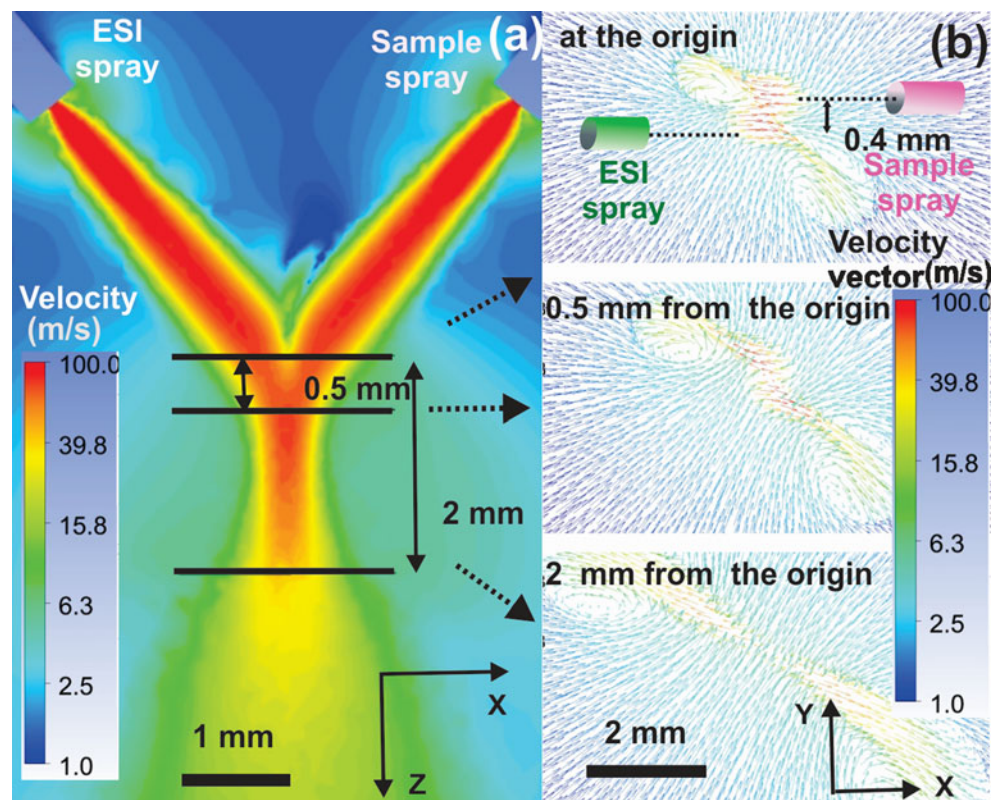 ESI
spray
Sample
spray
(a)
Velocity
(m/s)
100.0
39.8
15.8
6.3
2.5
1.0
0.5 mm
2 mm
X
Z
1 mm
at the origin
(b)
0.4 mm
ESI
spray
Sample
spray
Velocity
vector(m/s)
0.5 mm from the origin
100.0
39.8
15.8
6.3
2.5
1.0
2 mm from the origin
2 mm
Y
X